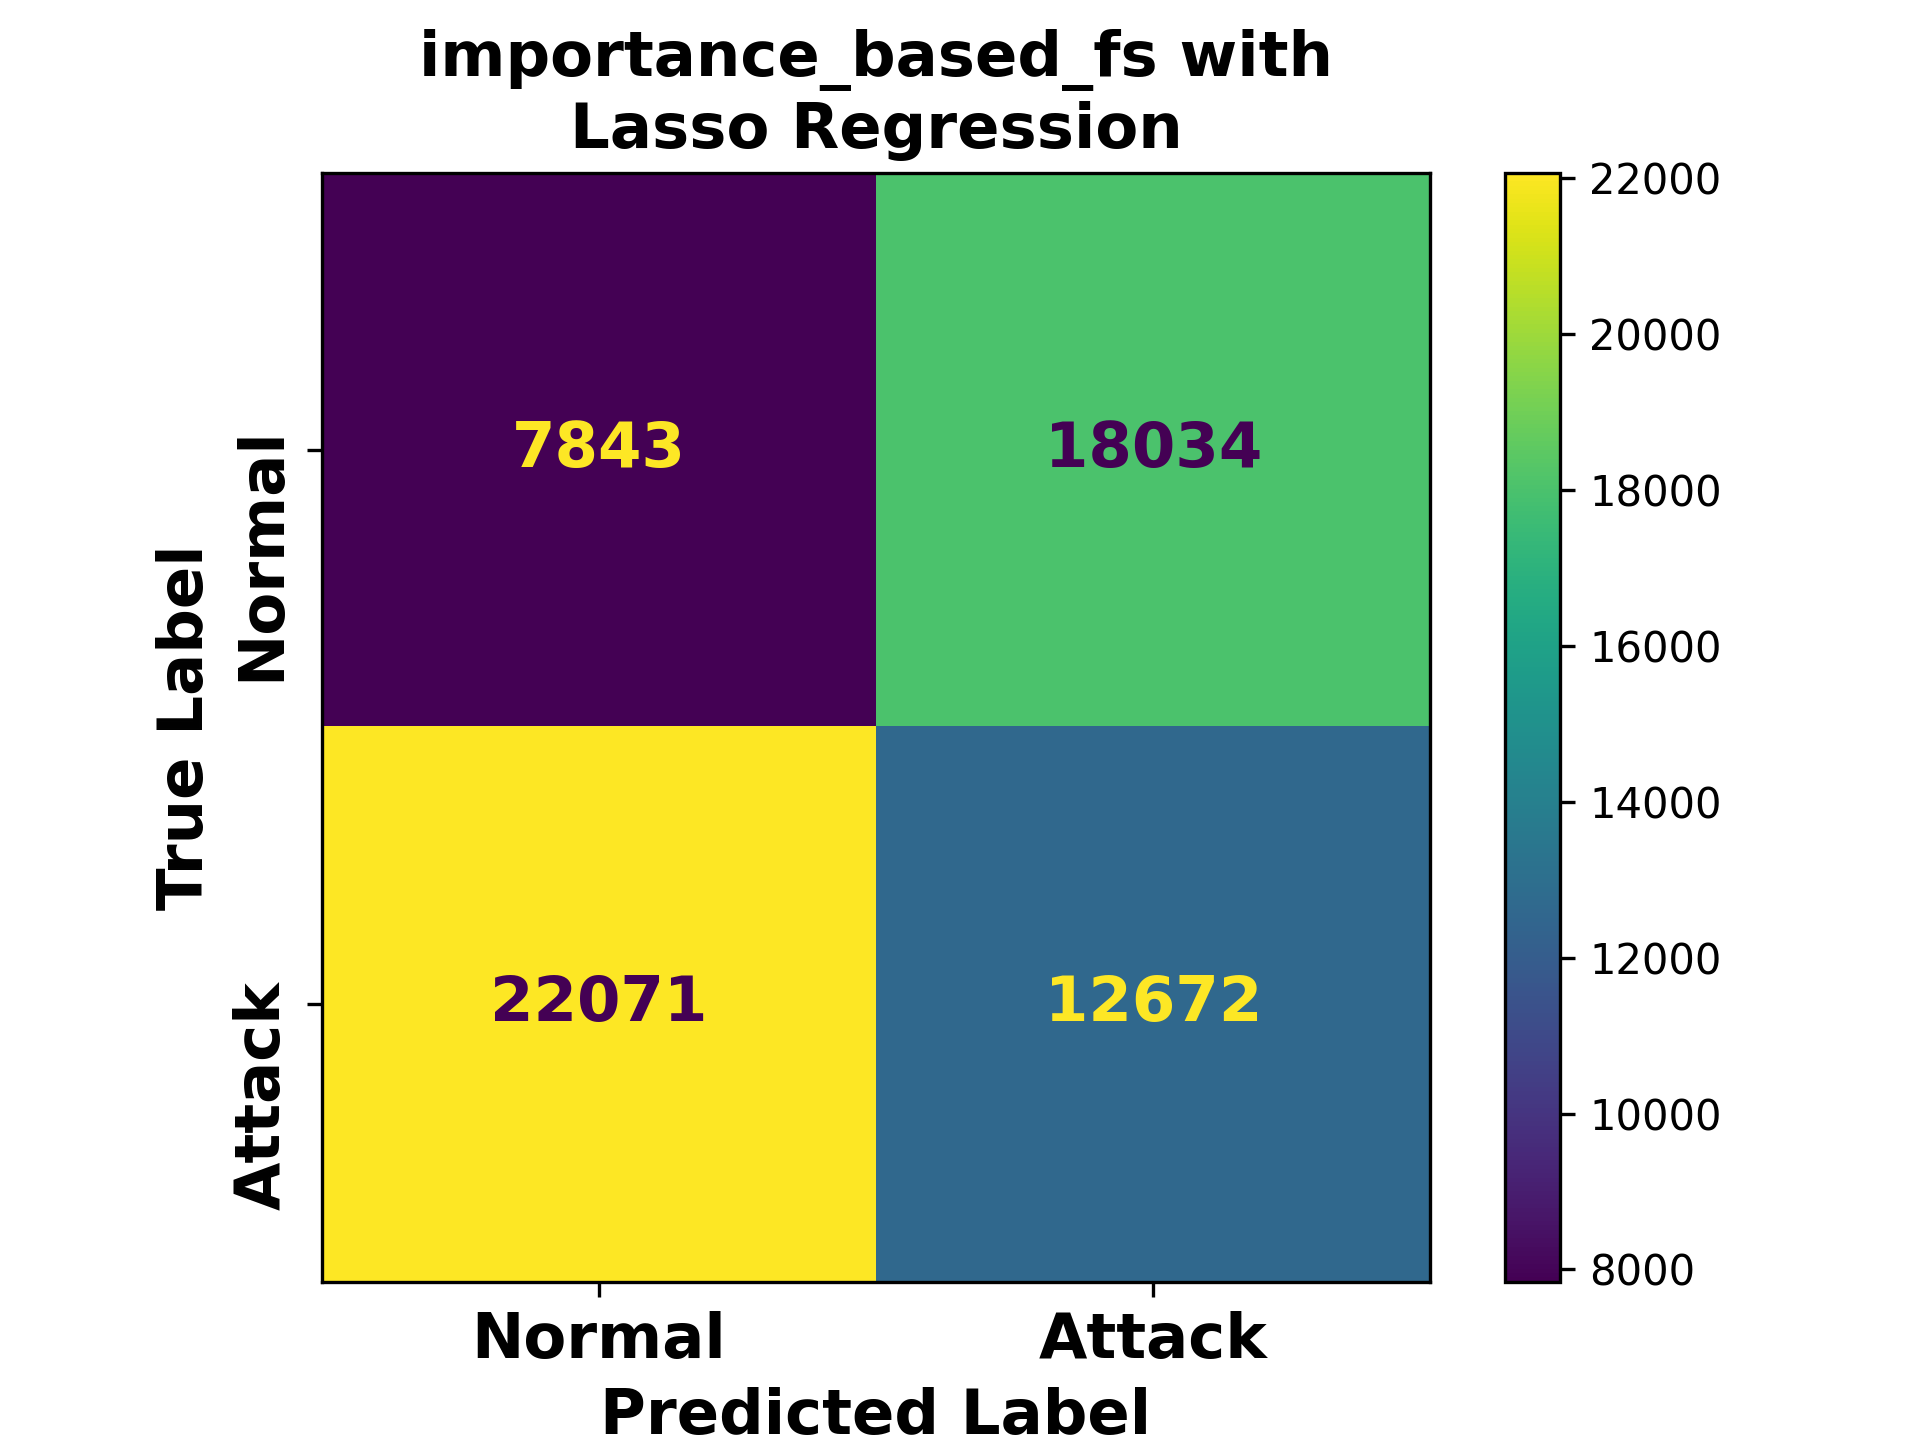 importance_based_fs with
Lasso Regression
True Label
Normal
Attack
7843
18034
22071
12672
Normal
Attack
Predicted Label
22000
20000
18000
16000
14000
12000
10000
8000